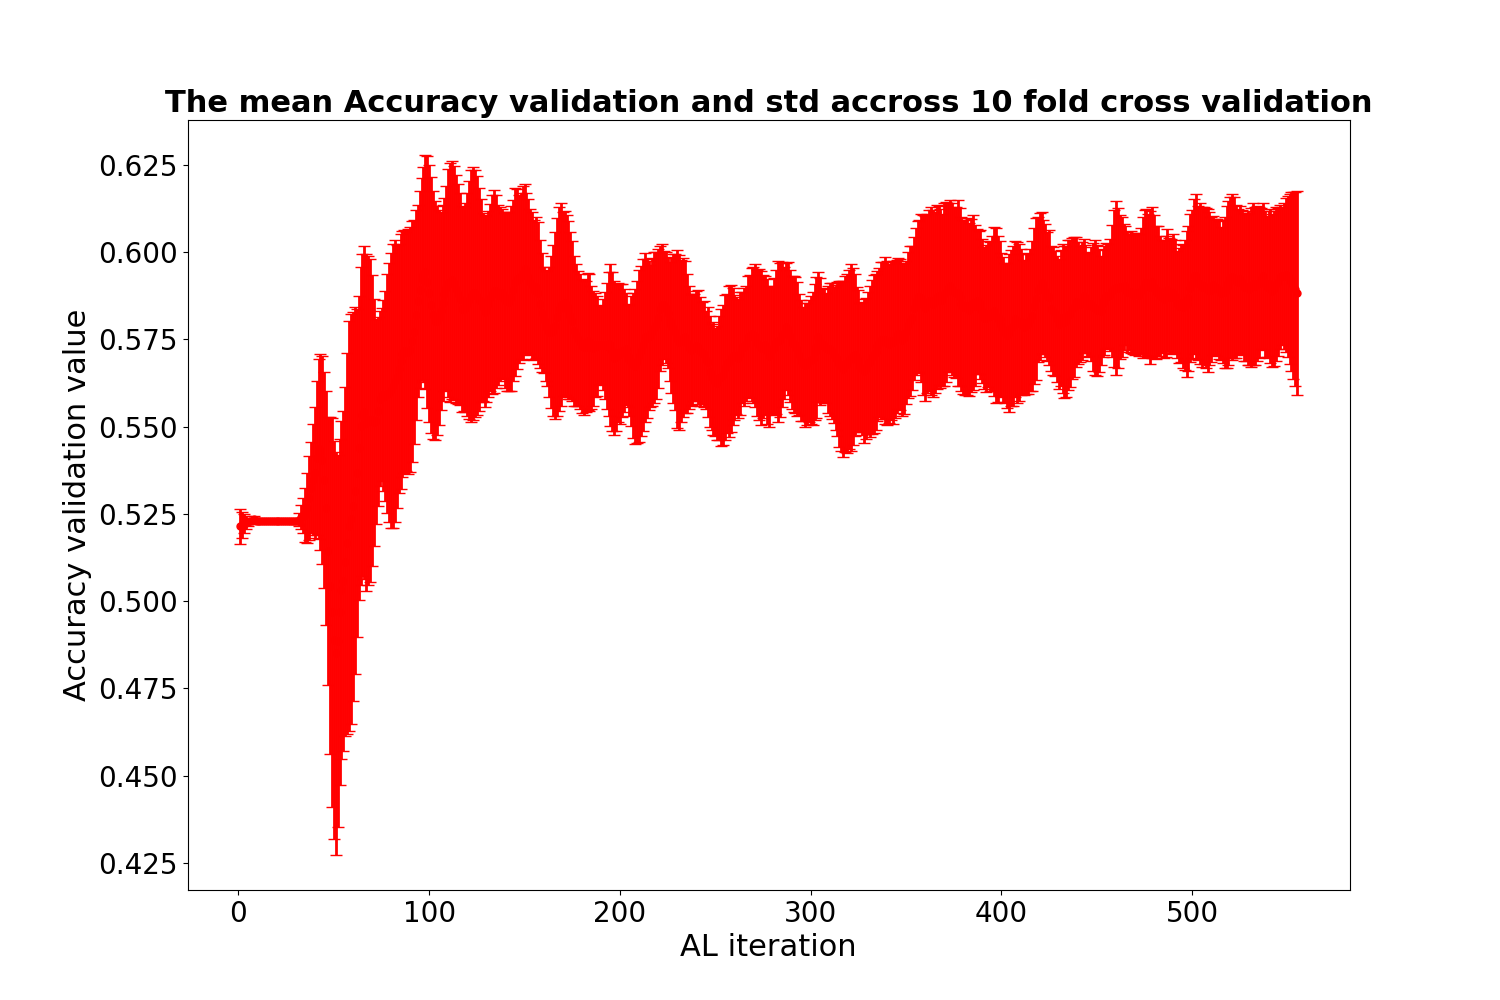 The mean Accuracy validation and std accross 10 fold cross validation
0.625
0.600
0.575
0.550
0.525
0.500
0.475
0.450
0.425
Accuracy validation value
0 100 200 300 400 500
AL iteration